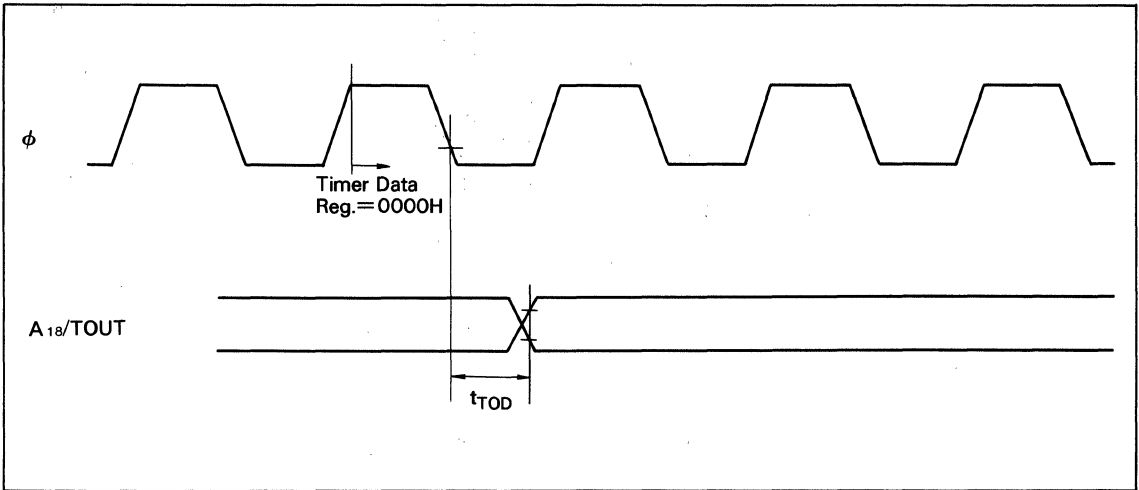 ϕ
Timer Data
Reg.=0000H
A18/TOUT
tTOD